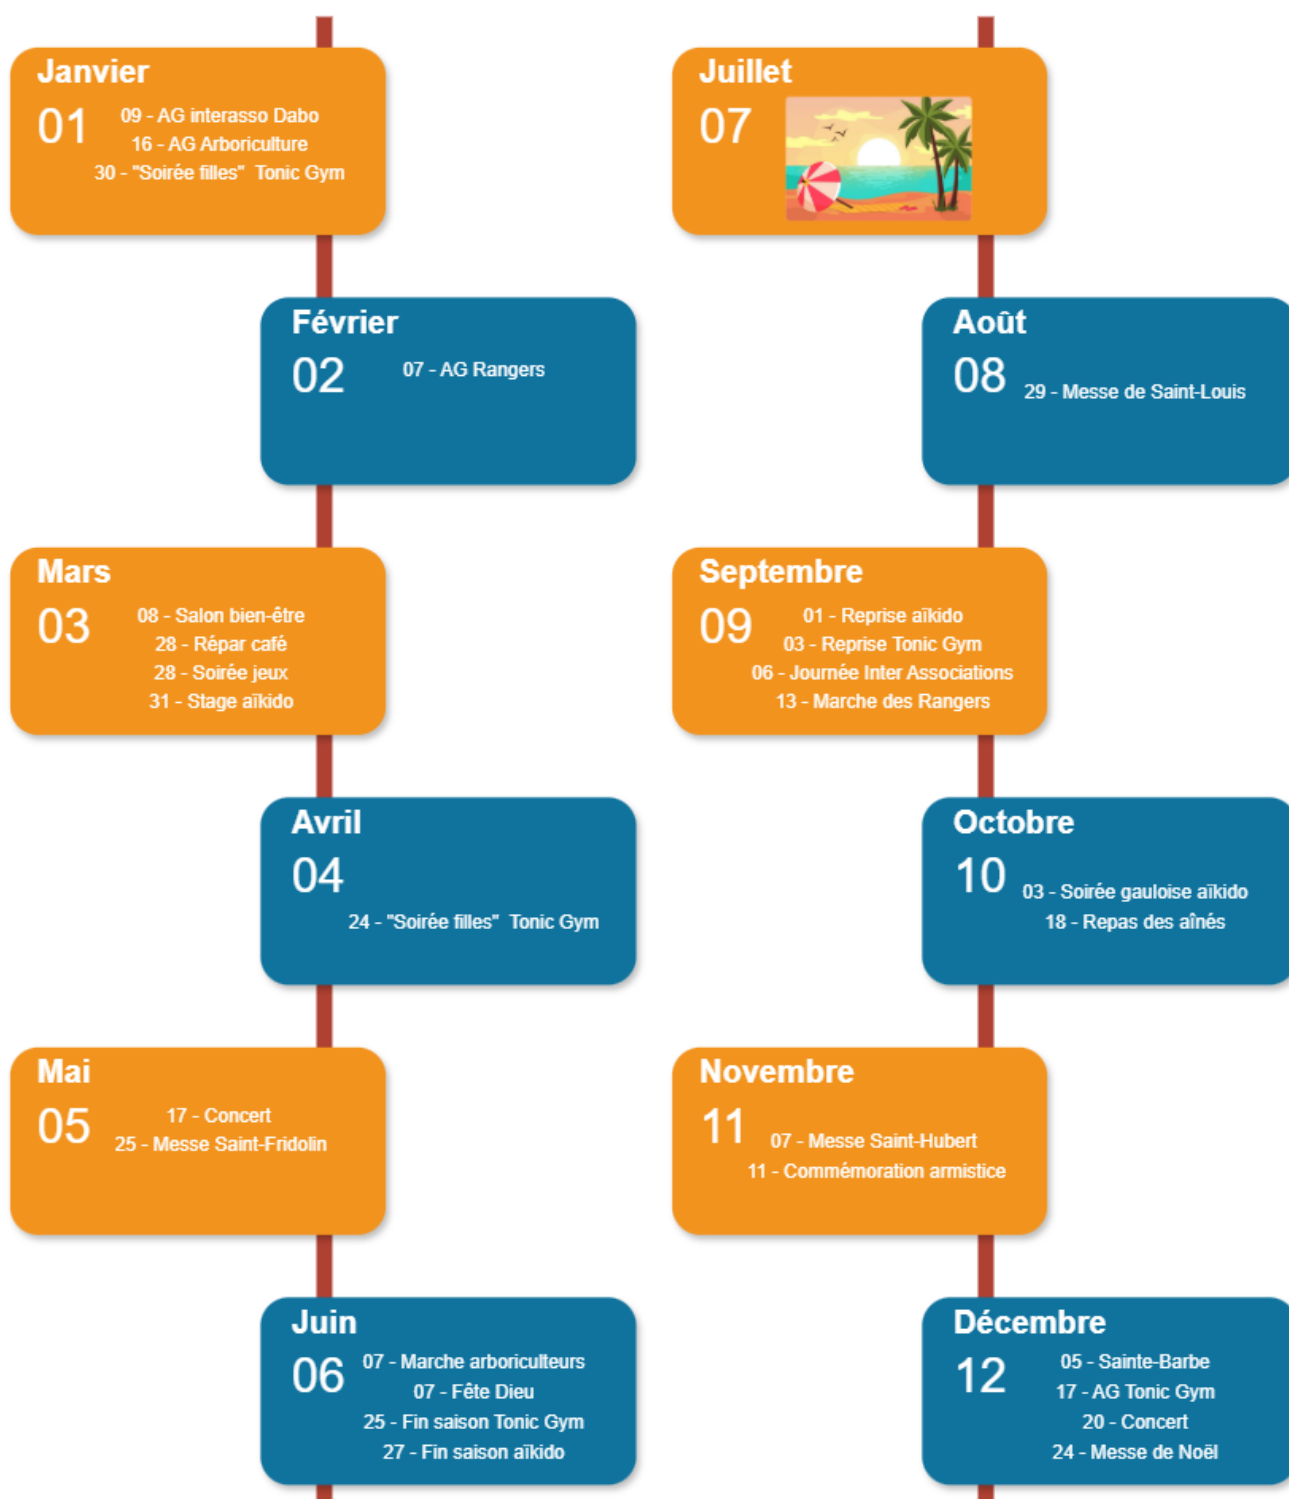 Janvier
01
09 - AG interasso Dabo
16 - AG Arboriculture
30 - "Soirée filles" Tonic Gym
Février
02
07 - AG Rangers
Mars
03
08 - Salon bien-être
28 - Répar café
28 - Soirée jeux
31 - Stage aïkido
Avril
04
24 - "Soirée filles" Tonic Gym
Mai
05
17 - Concert
25 - Messe Saint-Fridolin
Juin
06
07 - Marche arboriculteurs
07 - Fête Dieu
25 - Fin saison Tonic Gym
27 - Fin saison aïkido
Juillet
07
Août
08
29 - Messe de Saint-Louis
Septembre
09
01 - Reprise aïkido
03 - Reprise Tonic Gym
06 - Journée Inter Associations
13 - Marche des Rangers
Octobre
10
03 - Soirée gauloise aïkido
18 - Repas des aînés
Novembre
11
07 - Messe Saint-Hubert
11 - Commémoration armistice
Décembre
12
05 - Sainte-Barbe
17 - AG Tonic Gym
20 - Concert
24 - Messe de Noël